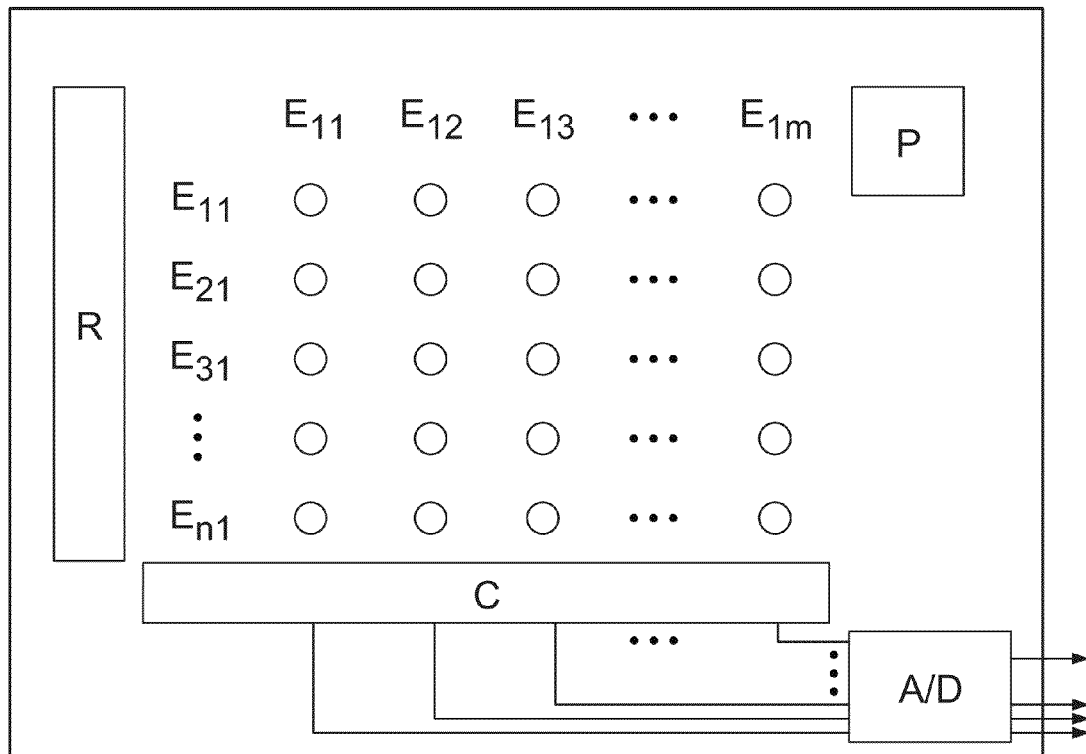 E11 E12 E13 ••• E1m
P
E11 •••
E21 •••
R
E31 •••
⋮ •••
En1 •••
C
•••
⋮
A/D